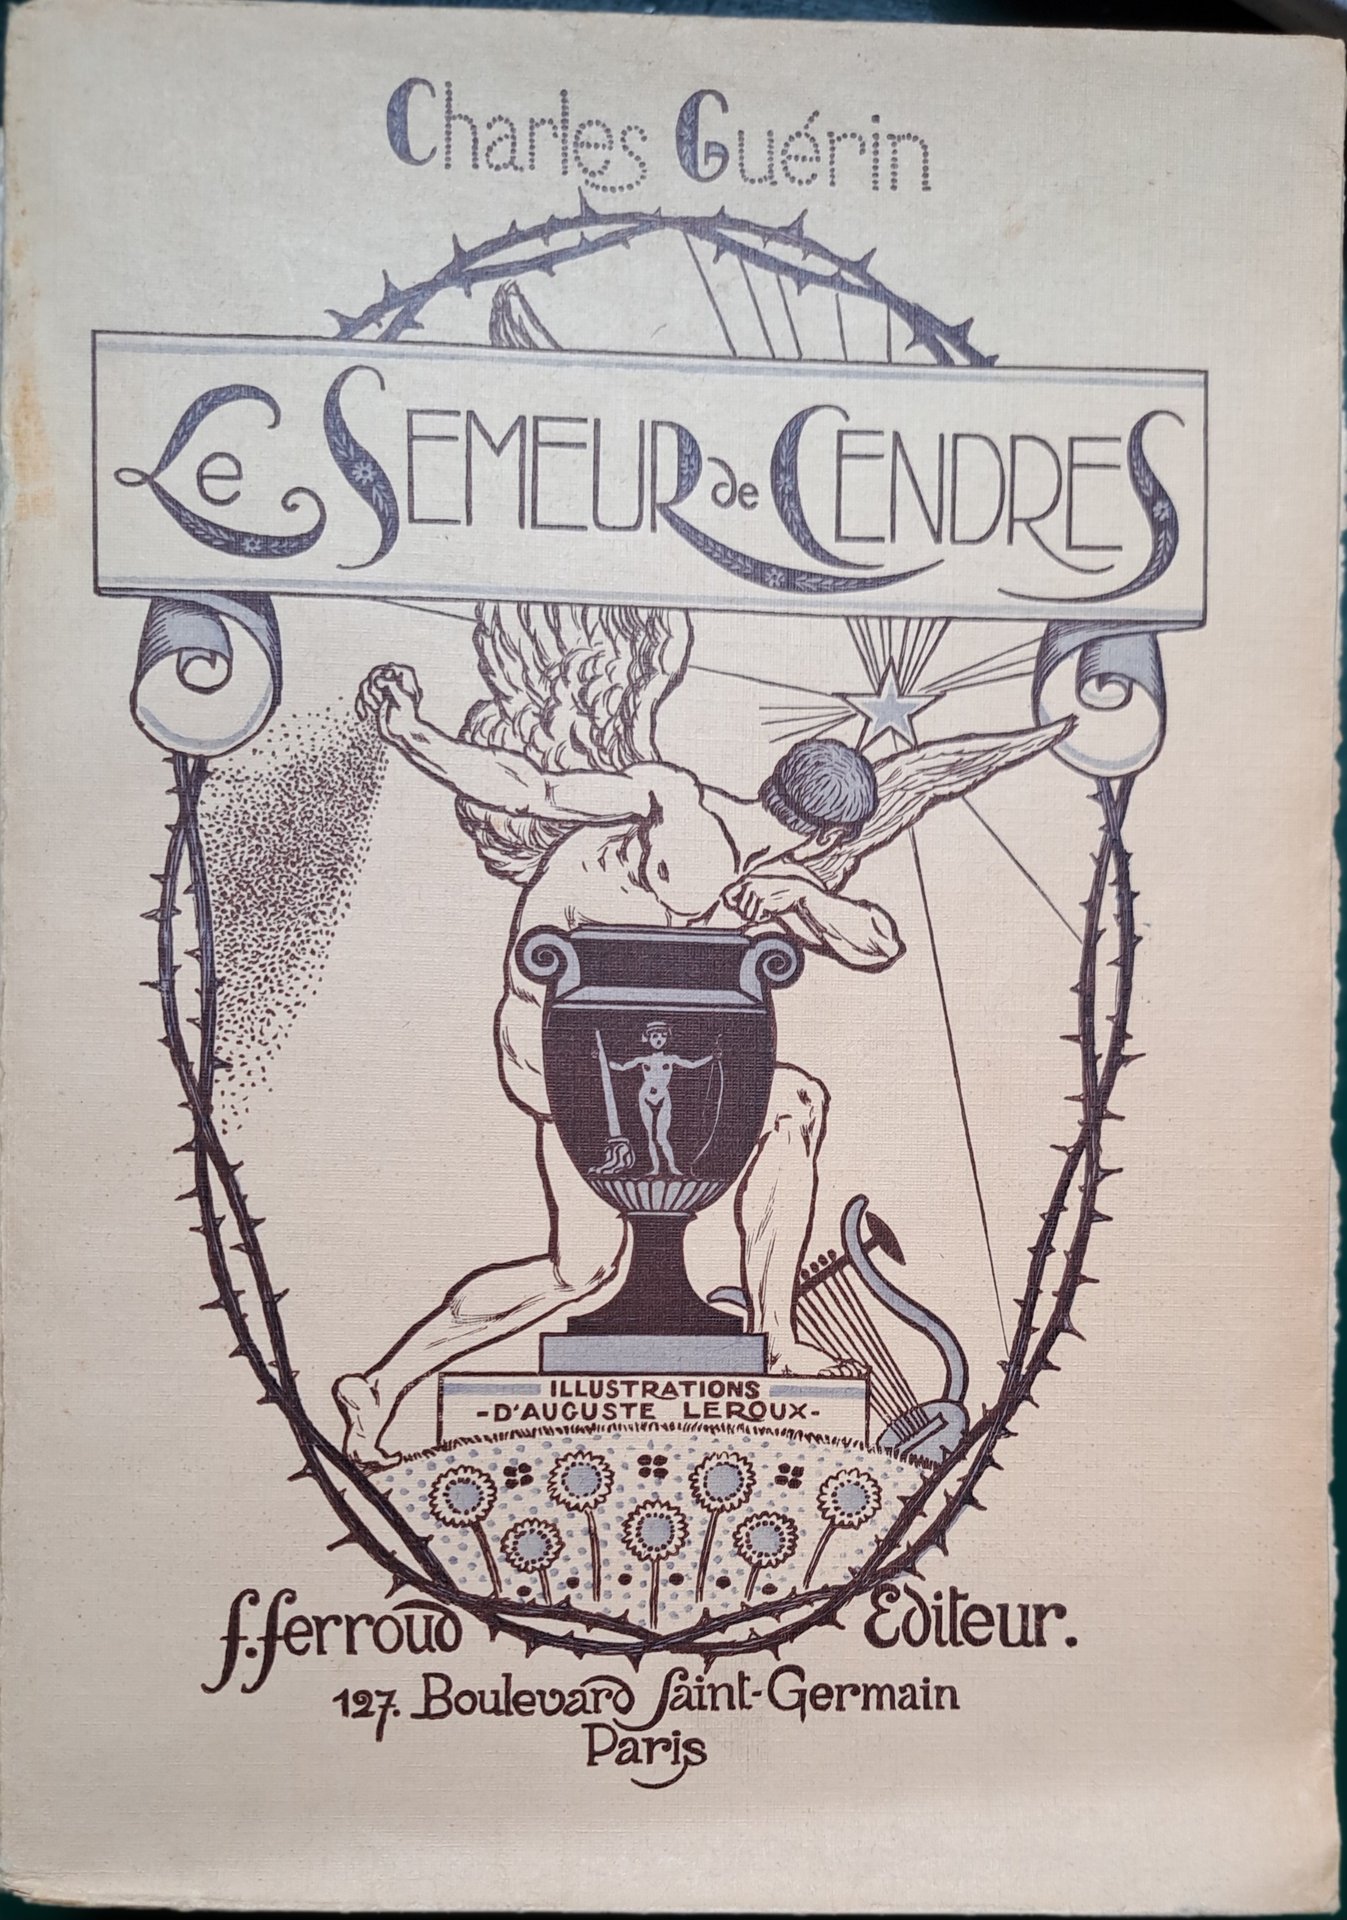 Charles Guérin
Le SEMEUR de CENDRES
ILLUSTRATIONS
-D'AUGUSTE LEROUX-
f. ferroud Editeur.
127. Boulevard Saint-Germain
Paris